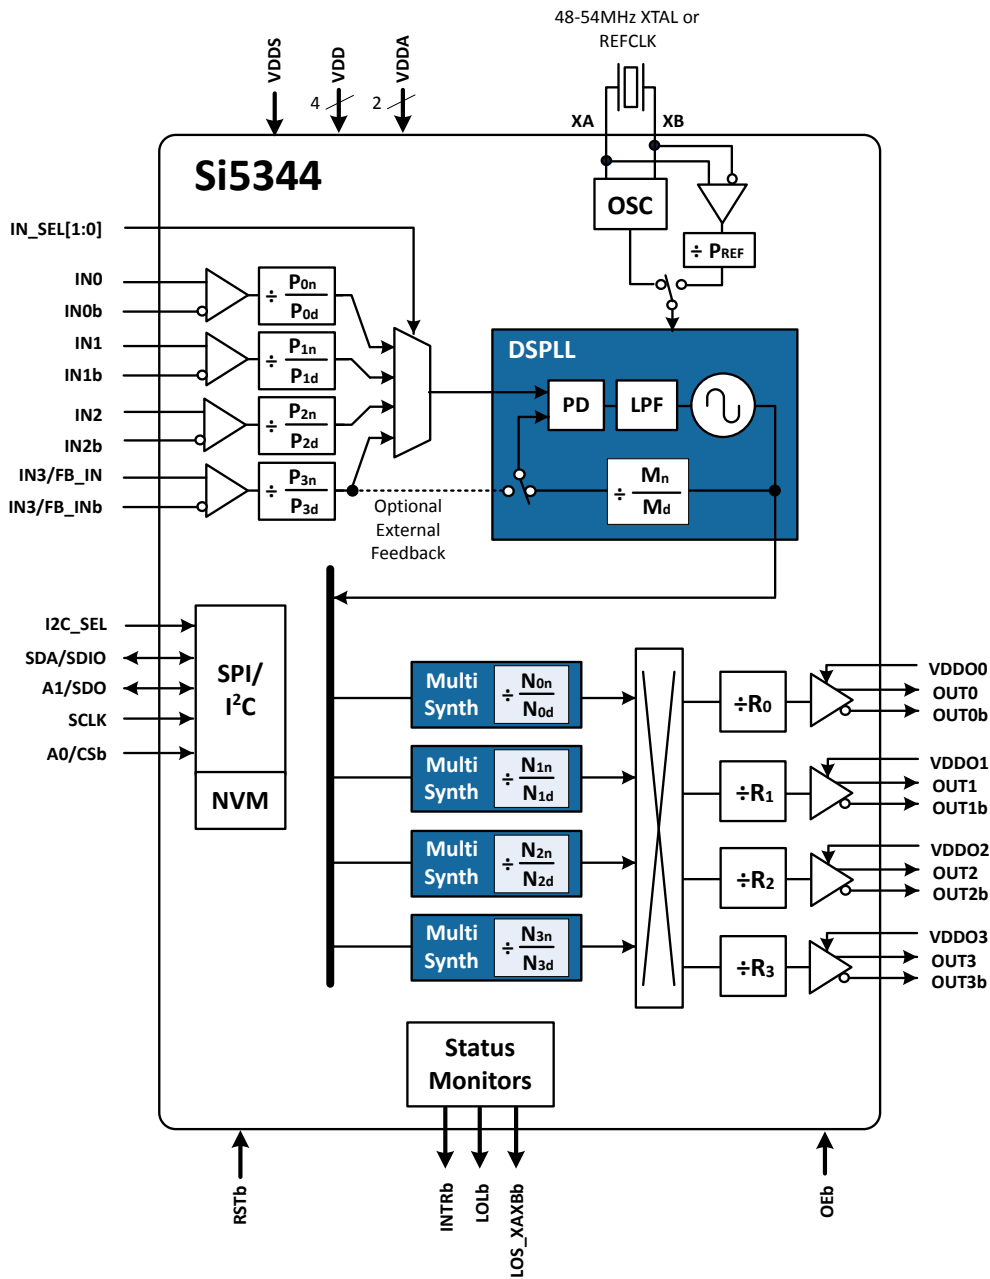 48-54MHz XTAL or
REFCLK
VDDS
VDD
VDDA
4
2
XA
XB
Si5344
OSC
÷ PREF
IN_SEL[1:0]
IN0
IN0b
÷ P0n
P0d
IN1
IN1b
÷ P1n
P1d
IN2
IN2b
÷ P2n
P2d
IN3/FB_IN
IN3/FB_INb
÷ P3n
P3d
DSPLL
PD
LPF
÷ Mn
Md
Optional
External
Feedback
I2C_SEL
SDA/SDIO
A1/SDO
SCLK
A0/CSb
SPI/
I²C
NVM
Multi
Synth
÷ N0n
N0d
÷R0
VDDO0
OUT0
OUT0b
Multi
Synth
÷ N1n
N1d
÷R1
VDDO1
OUT1
OUT1b
Multi
Synth
÷ N2n
N2d
÷R2
VDDO2
OUT2
OUT2b
Multi
Synth
÷ N3n
N3d
÷R3
VDDO3
OUT3
OUT3b
Status
Monitors
RSTb
INTRb
LOLb
LOS_XAXBb
OEb